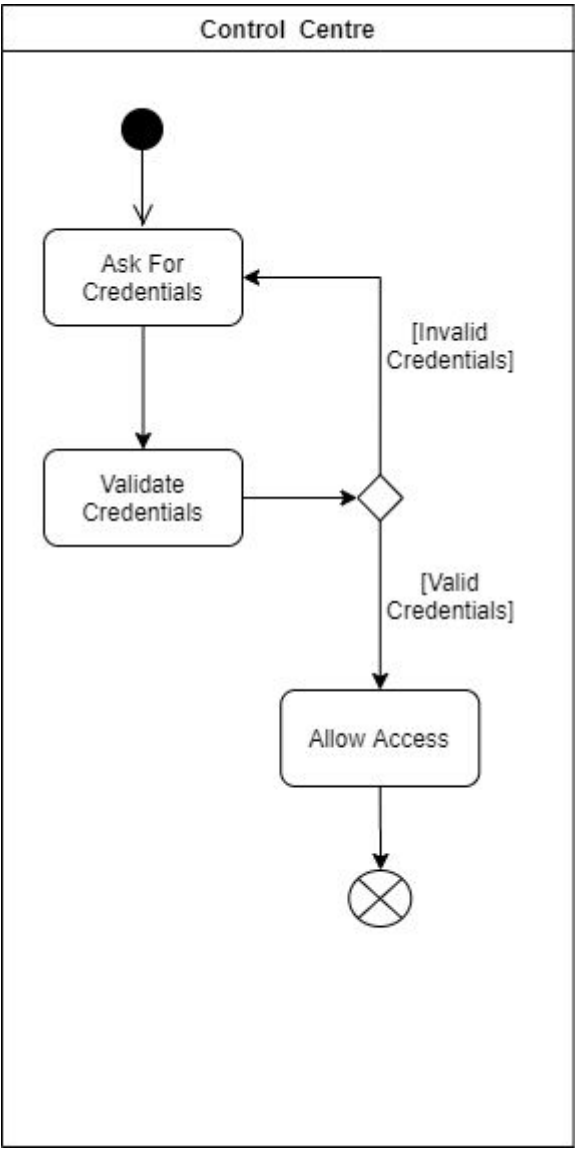 Control Centre
Ask For
Credentials
[Invalid
Credentials]
Validate
Credentials
[Valid
Credentials]
Allow Access